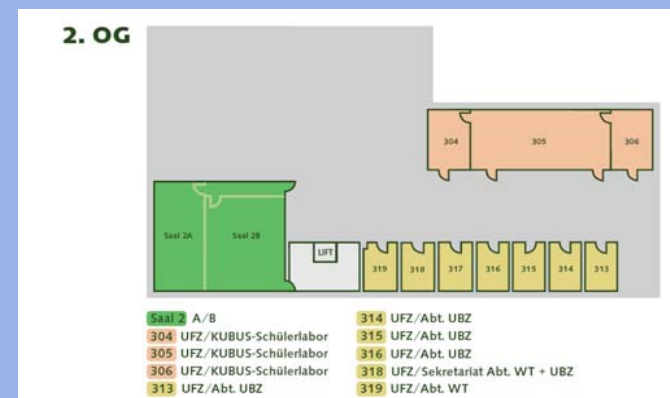 2. OG
304
305
306
Saal 2A
Saal 2B
LIFT
319
318
317
316
315
314
313
Saal 2 A/B
304 UFZ/KUBUS-Schülerlabor
305 UFZ/KUBUS-Schülerlabor
306 UFZ/KUBUS-Schülerlabor
313 UFZ/Abt. UBZ
314 UFZ/Abt. UBZ
315 UFZ/Abt. UBZ
316 UFZ/Abt. UBZ
318 UFZ/Sekretariat Abt. WT + UBZ
319 UFZ/Abt. WT